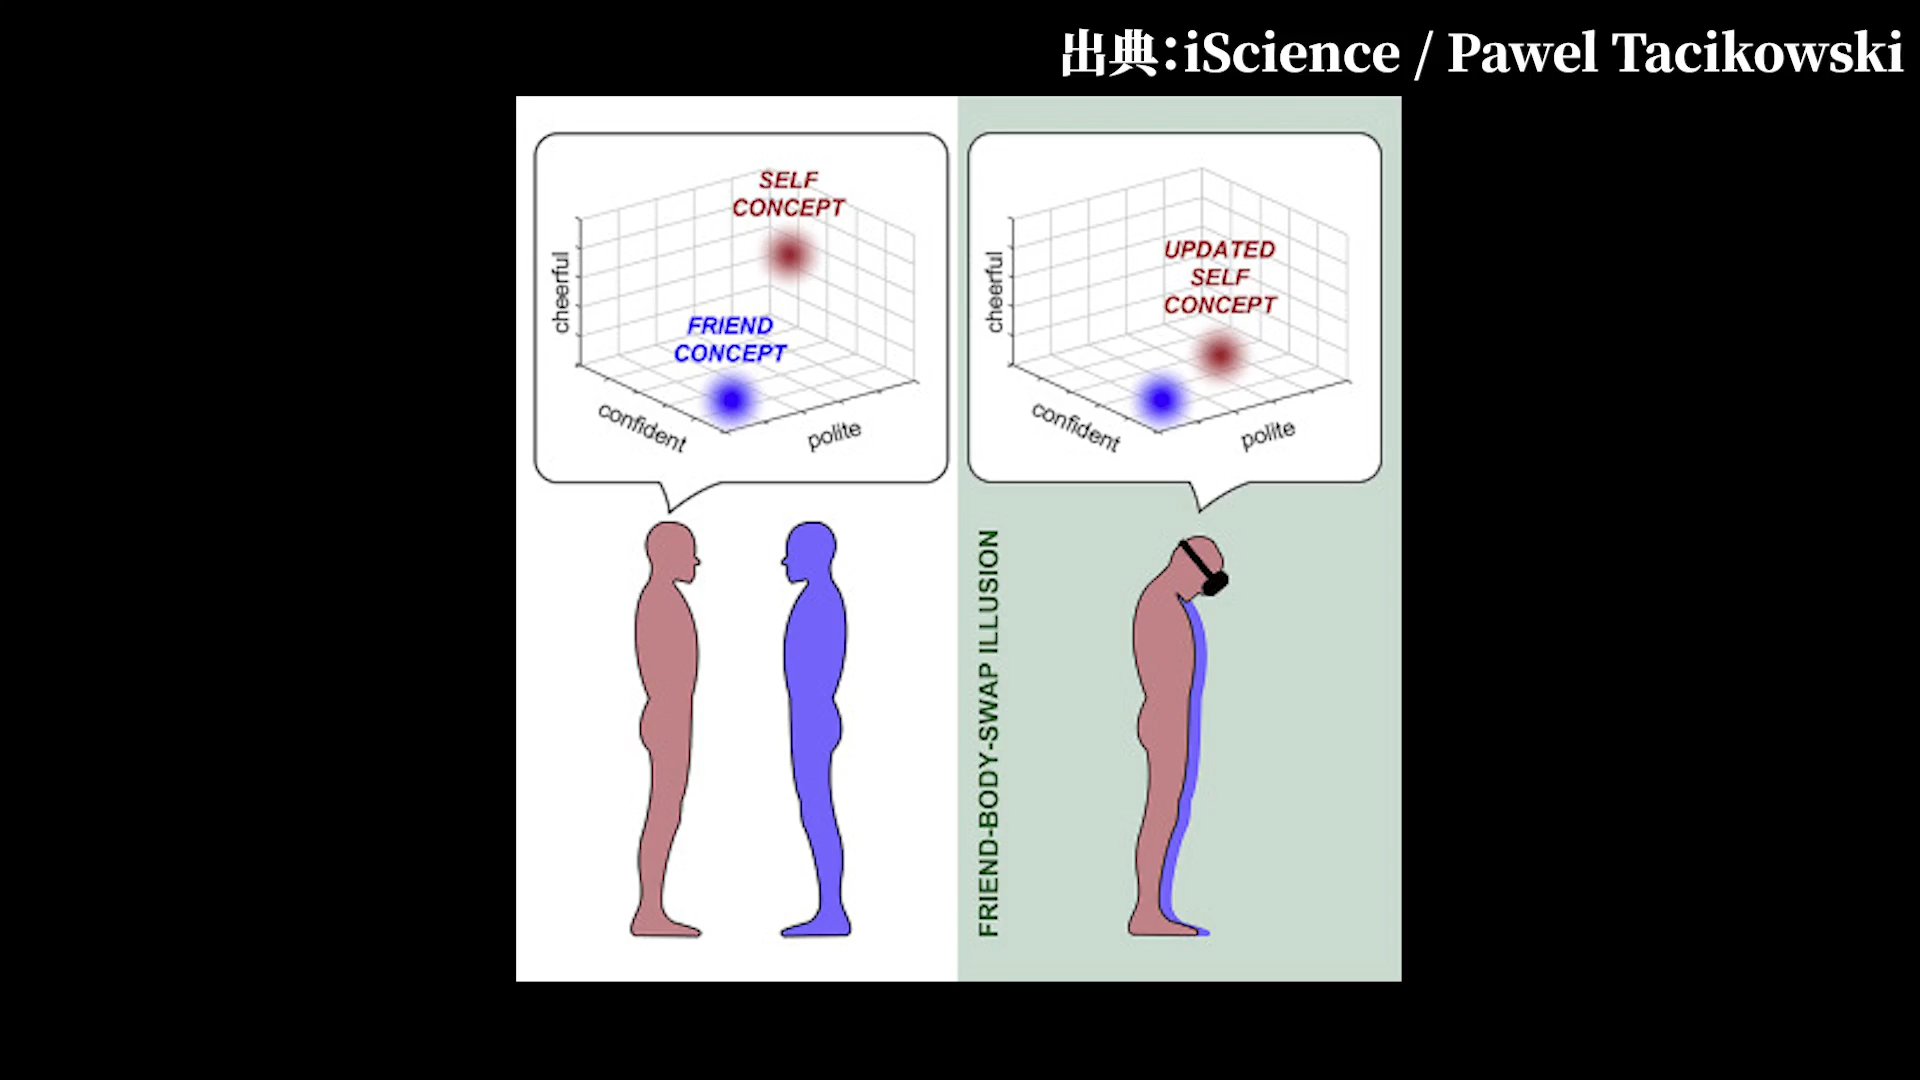 出典：iScience / Pawel Tacikowski
SELF
CONCEPT
FRIEND
CONCEPT
cheerful
confident
polite
UPDATED
SELF
CONCEPT
cheerful
confident
polite
FRIEND-BODY-SWAP ILLUSION